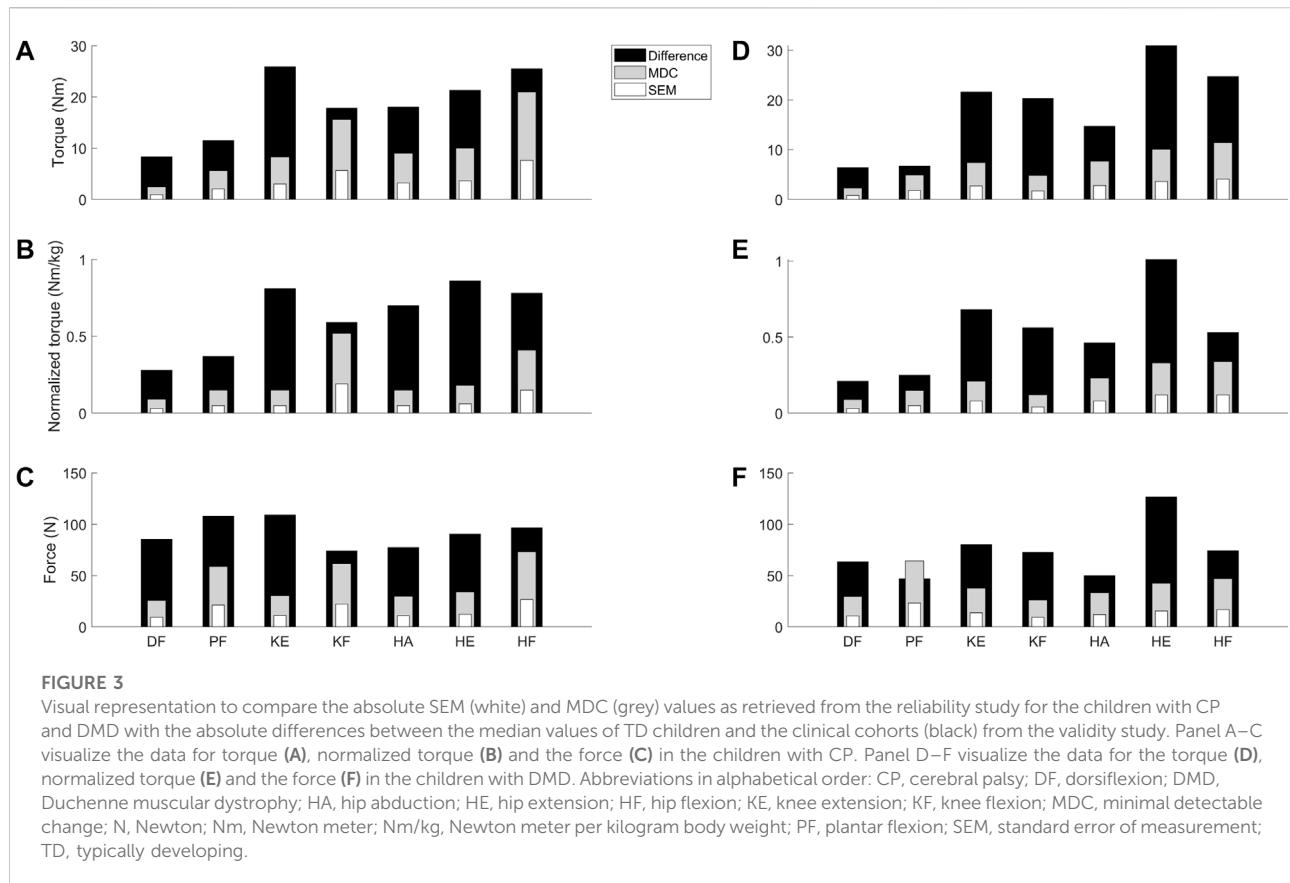 A
Torque (Nm)
30
20
10
0
Difference
MDC
SEM
D
30
20
10
0
B
Normalized torque (Nm/kg)
1
0.5
0
E
1
0.5
0
C
Force (N)
150
100
50
0
DF PF KE KF HA HE HF
F
150
100
50
0
DF PF KE KF HA HE HF
FIGURE 3
Visual representation to compare the absolute SEM (white) and MDC (grey) values as retrieved from the reliability study for the children with CP
and DMD with the absolute differences between the median values of TD children and the clinical cohorts (black) from the validity study. Panel A–C
visualize the data for torque (A), normalized torque (B) and the force (C) in the children with CP. Panel D–F visualize the data for the torque (D),
normalized torque (E) and the force (F) in the children with DMD. Abbreviations in alphabetical order: CP, cerebral palsy; DF, dorsiflexion; DMD,
Duchenne muscular dystrophy; HA, hip abduction; HE, hip extension; HF, hip flexion; KE, knee extension; KF, knee flexion; MDC, minimal detectable
change; N, Newton; Nm, Newton meter; Nm/kg, Newton meter per kilogram body weight; PF, plantar flexion; SEM, standard error of measurement;
TD, typically developing.